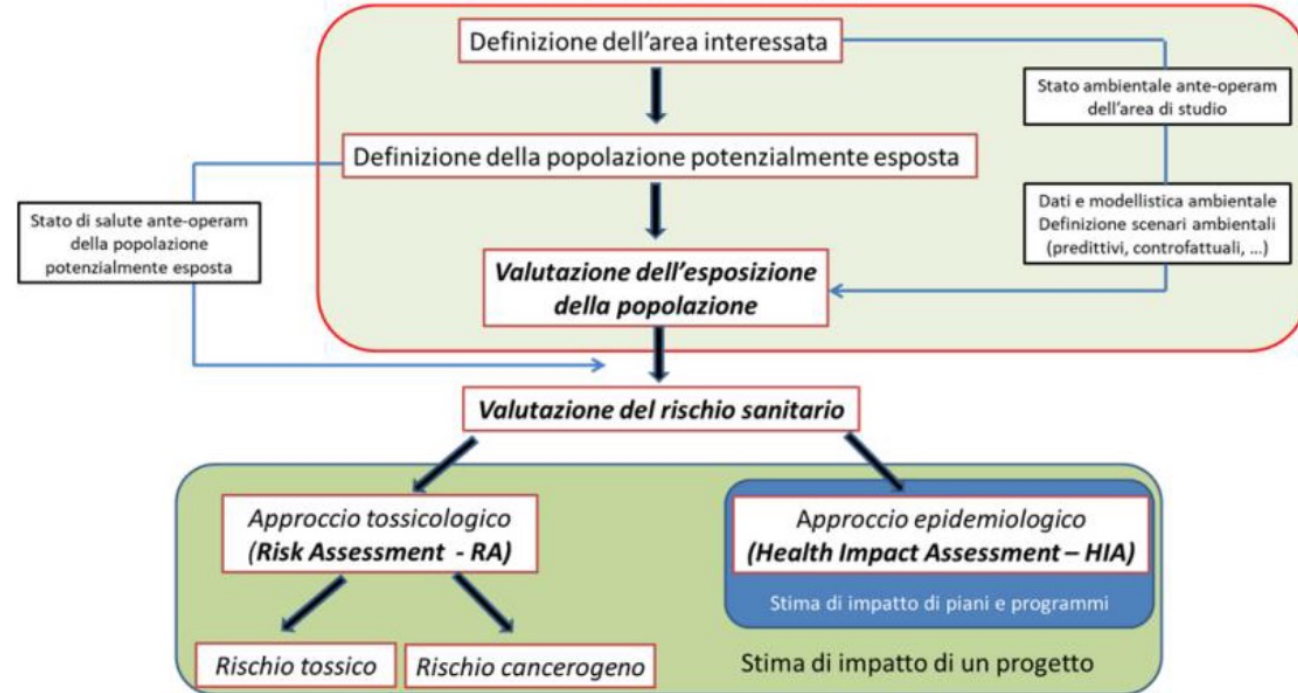 Definizione dell'area interessata
Stato ambientale ante-operam
dell'area di studio
Definizione della popolazione potenzialmente esposta
Stato di salute ante-operam
della popolazione
potenzialmente esposta
Dati e modellistica ambientale
Definizione scenari ambientali
(predittivi, controfattuali, ...)
Valutazione dell'esposizione
della popolazione
Valutazione del rischio sanitario
Approccio tossicologico
(Risk Assessment - RA)
Approccio epidemiologico
(Health Impact Assessment – HIA)
Stima di impatto di piani e programmi
Rischio tossico
Rischio cancerogeno
Stima di impatto di un progetto